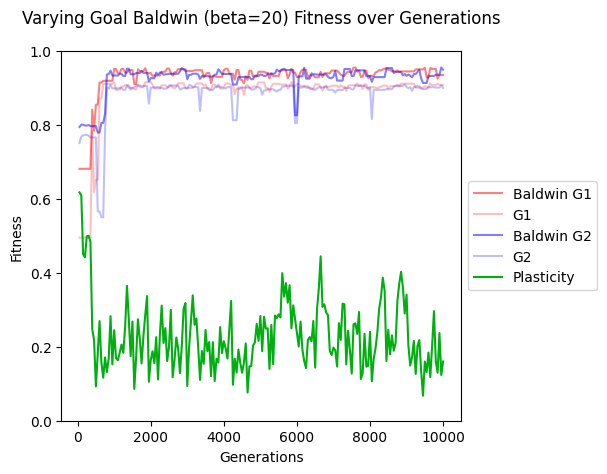 Varying Goal Baldwin (beta=20) Fitness over Generations
1.0
0.8
0.6
0.4
0.2
0.0
Fitness
0
2000
4000
6000
8000
10000
Generations
Baldwin G1
G1
Baldwin G2
G2
Plasticity